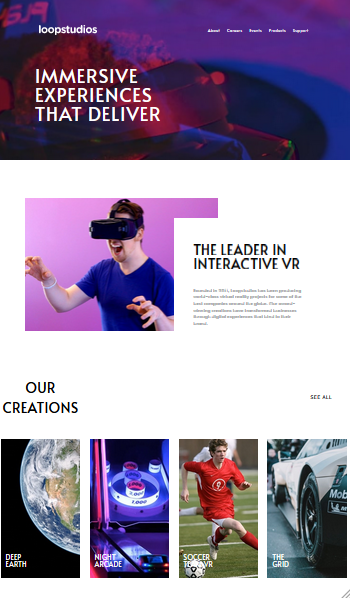 loopstudios
About Careers Events Products Support
IMMERSIVE
EXPERIENCES
THAT DELIVER
THE LEADER IN
INTERACTIVE VR
Founded in 2011, Loopstudios has been producing
world-class virtual reality projects for some of the
best companies around the globe. Our award-
winning creations have transformed businesses
through digital experiences that bind to their
brand.
OUR
CREATIONS
SEE ALL
DEEP
EARTH
NIGHT
ARCADE
SOCCER
THE
GRID
Mob